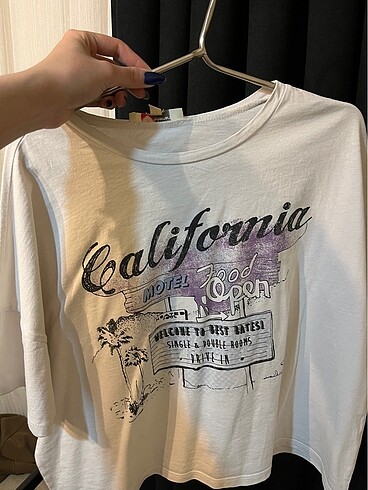 California
MOTEL Food
Open
WELCOME TO BEST RATES!
SINGLE & DOUBLE ROOMS
- DRIVE IN -